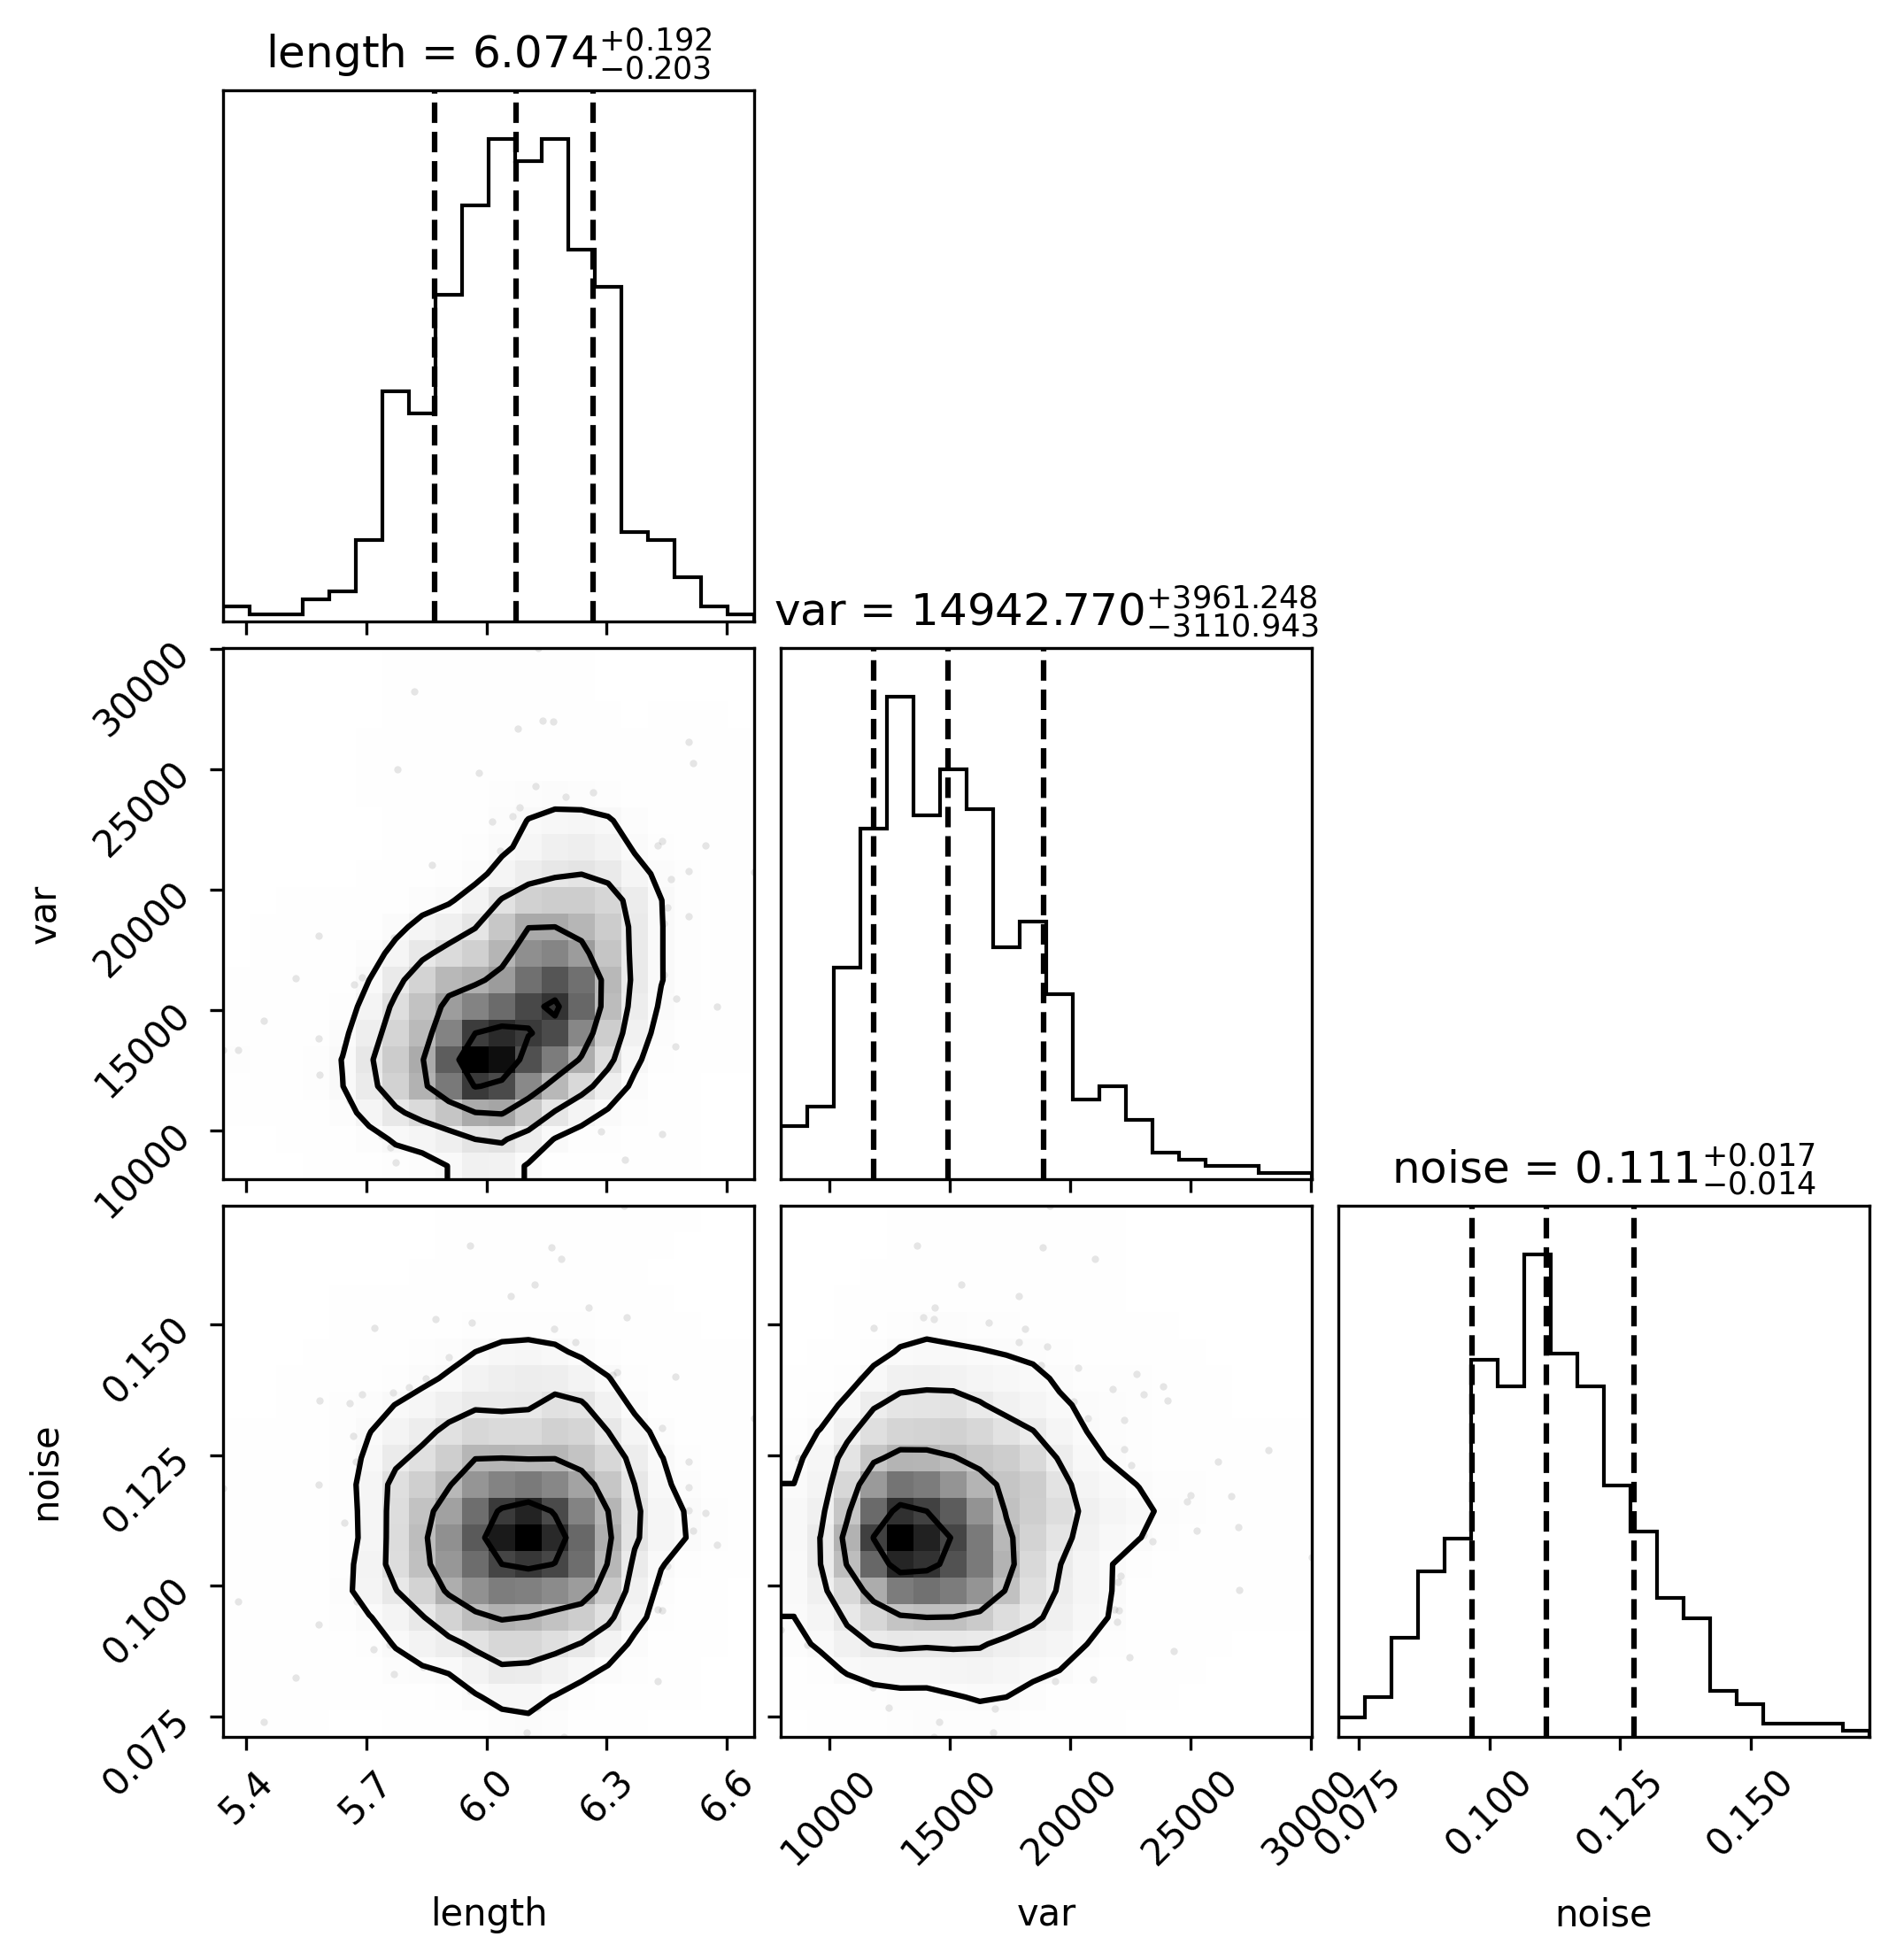 length = 6.074 +0.192 −0.203
var = 14942.770 +3961.248 −3110.943
30000
25000
20000
15000
10000
var
noise = 0.111 +0.017 −0.014
0.150
0.125
0.100
0.075
noise
5.4 5.7 6.0 6.3 6.6
10000 15000 20000 25000 30000
0.075 0.100 0.125 0.150
length var noise